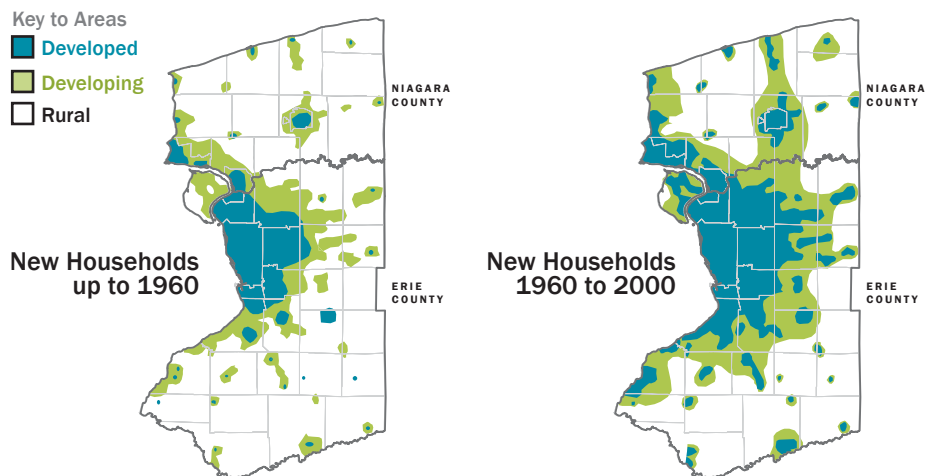 Key to Areas
Developed
Developing
Rural
NIAGARA
COUNTY
New Households
up to 1960
ERIE
COUNTY
NIAGARA
COUNTY
New Households
1960 to 2000
ERIE
COUNTY